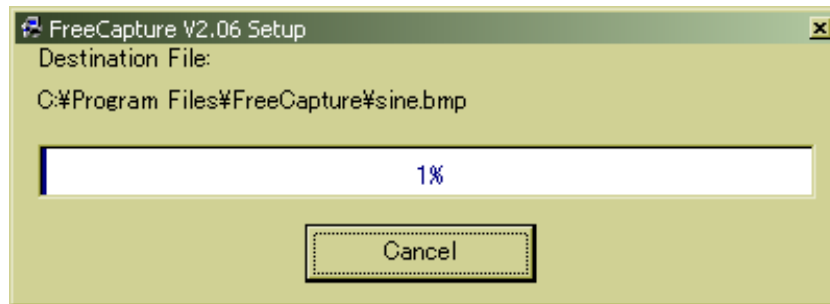 FreeCapture V2.06 Setup
Destination File:
C:¥Program Files¥FreeCapture¥sine.bmp
1%
Cancel